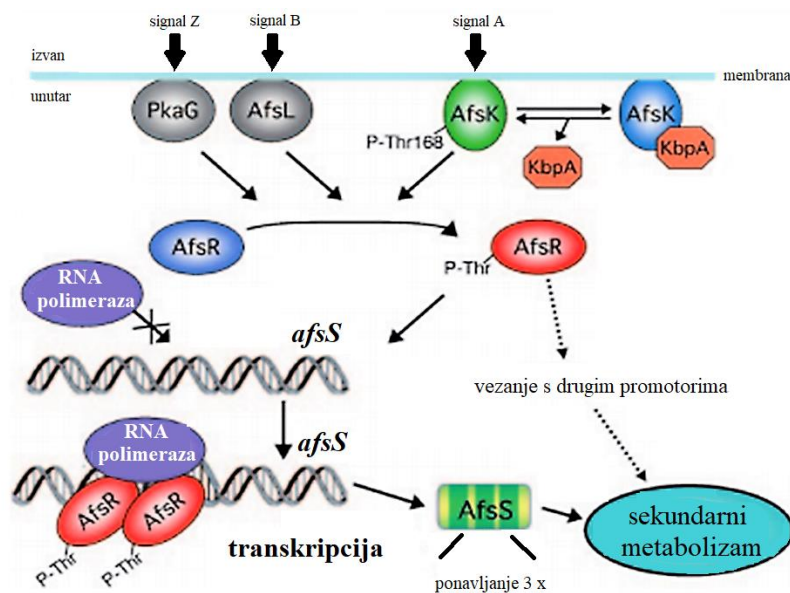 signal Z
signal B
signal A
izvan
membrana
unutar
PkaG
AfsL
AfsK
AfsK
P-Thr168
KbpA
KbpA
AfsR
AfsR
P-Thr
RNA
polimeraza
afsS
vezanje s drugim promotorima
RNA
polimeraza
afsS
AfsR
AfsR
AfsS
sekundarni
metabolizam
P-Thr
P-Thr
transkripcija
ponavljanje 3 x